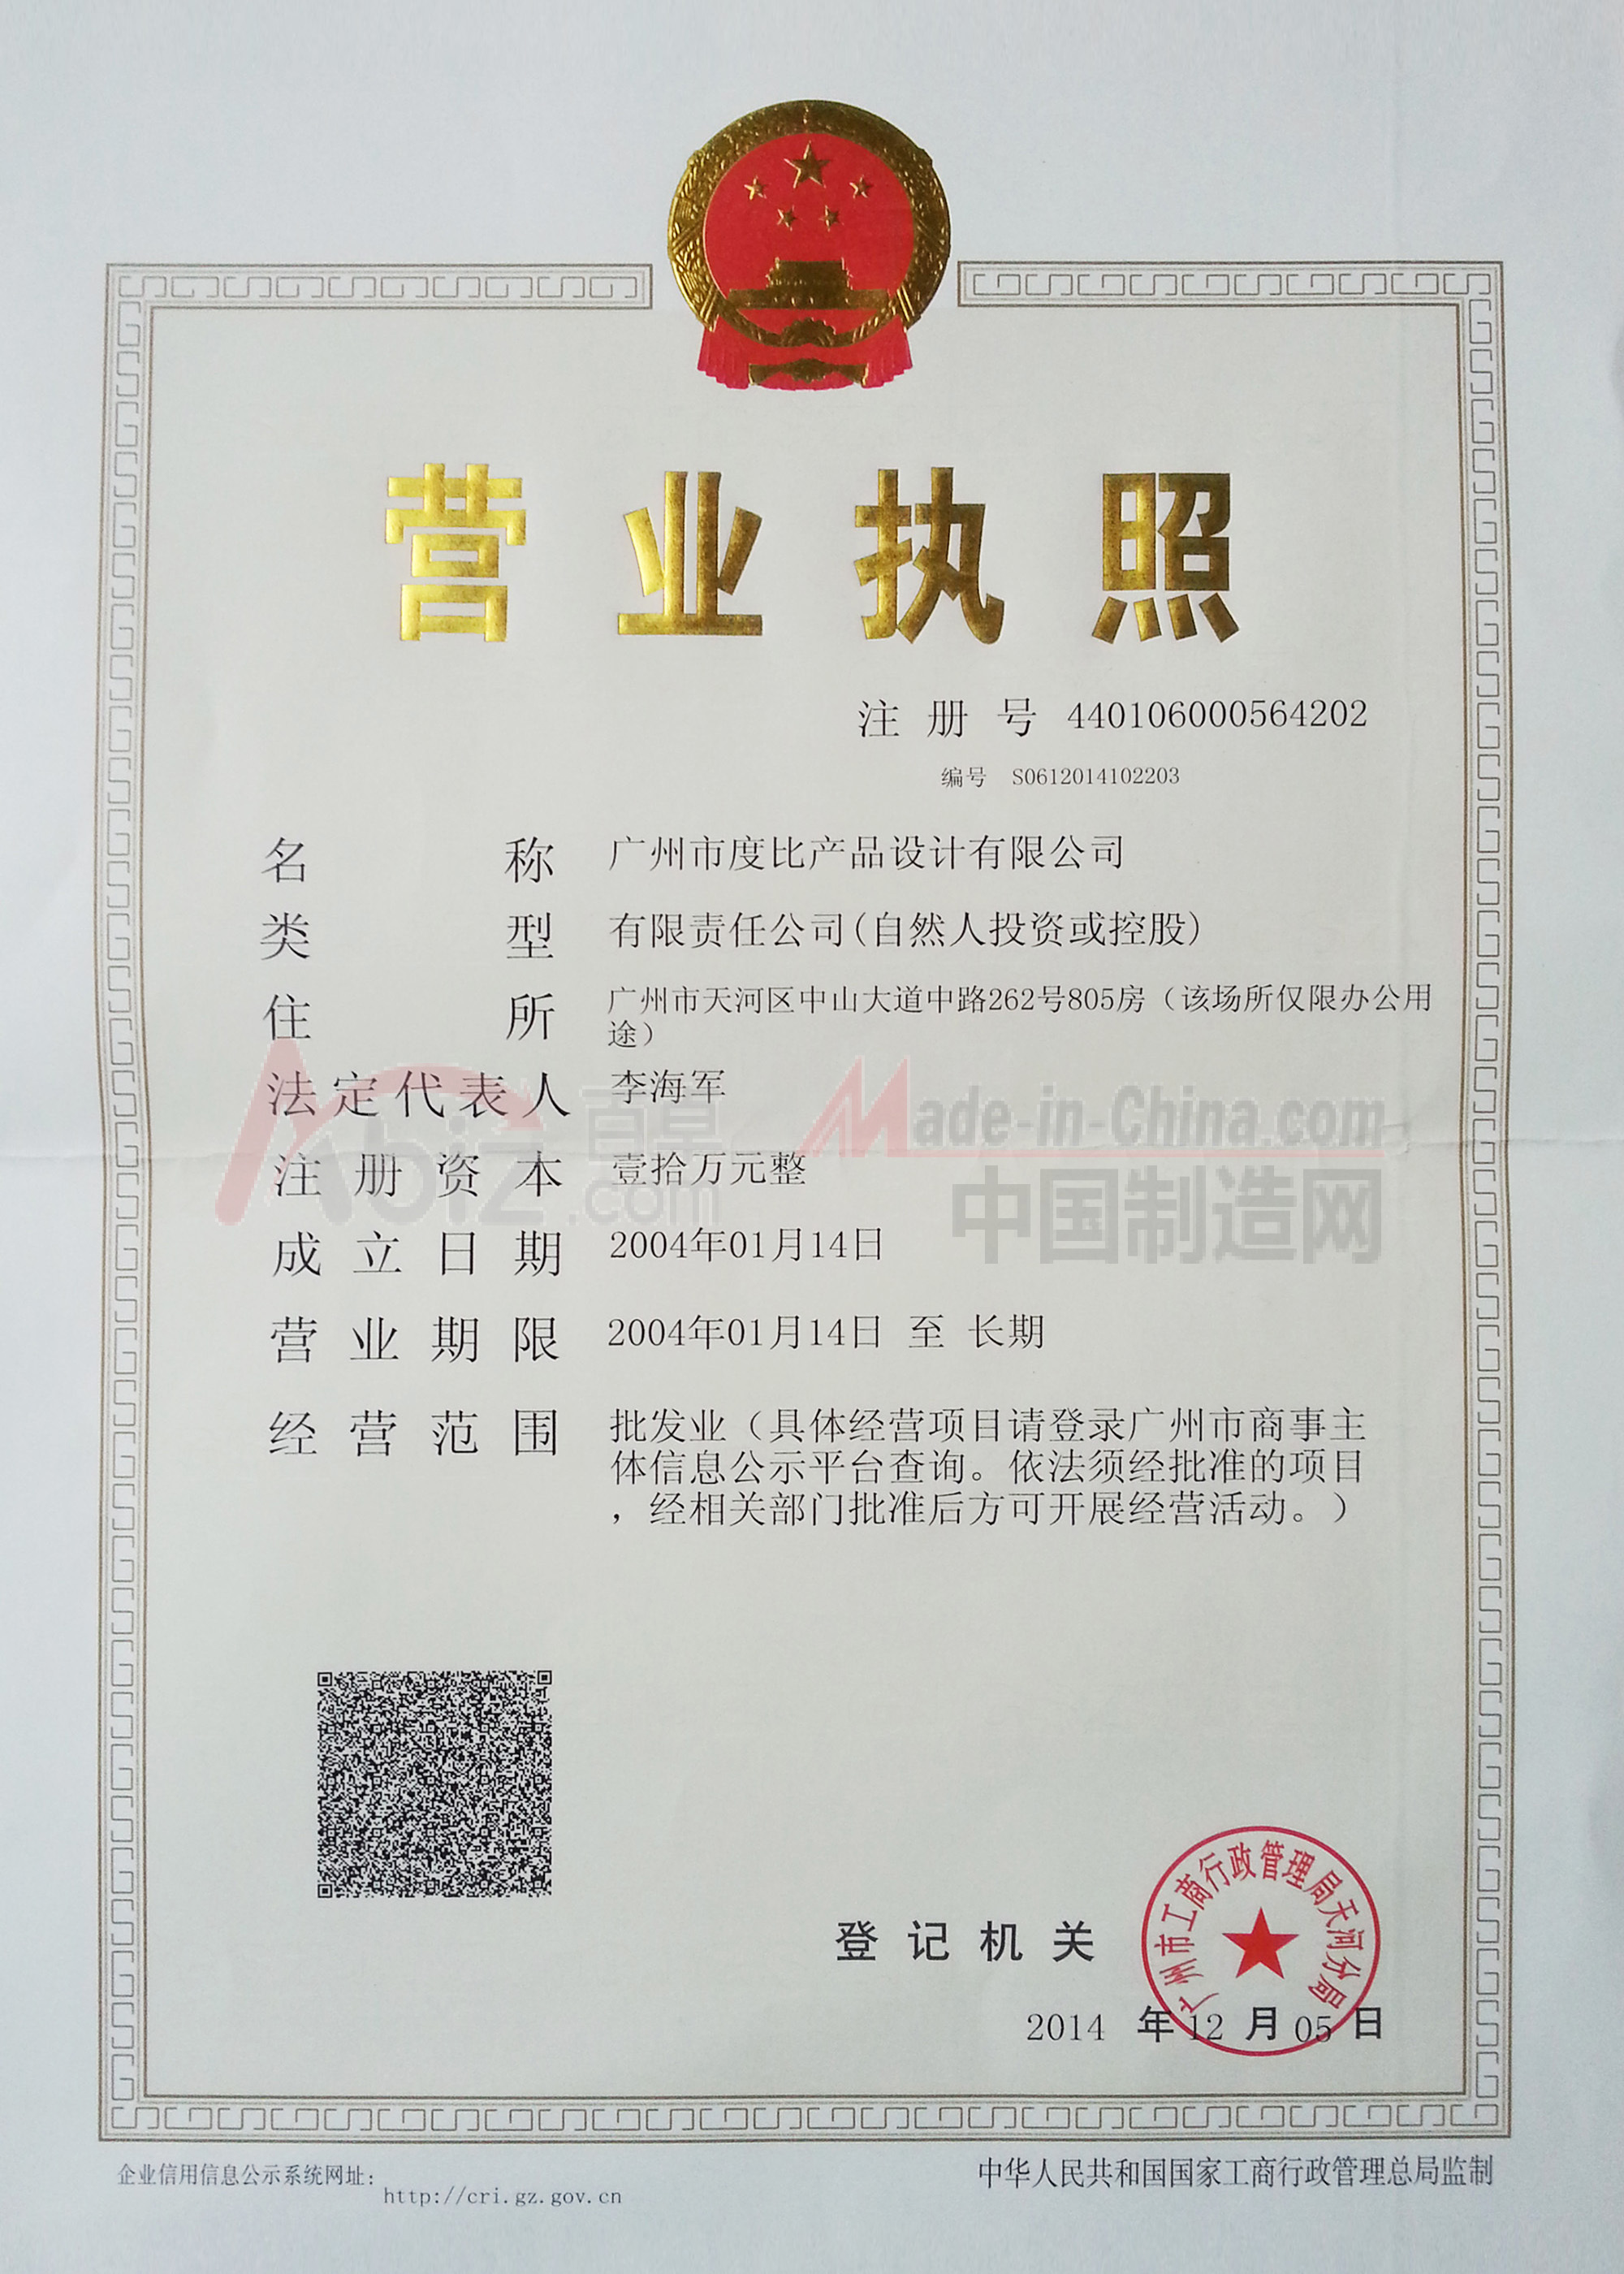 营业执照
注册号 440106000564202
编号 S0612014102203
名称 广州市度比产品设计有限公司
类型 有限责任公司(自然人投资或控股)
住所 广州市天河区中山大道中路262号805房（该场所仅限办公用
途）
法定代表人 李海军
注册资本 壹拾万元整
成立日期 2004年01月14日
营业期限 2004年01月14日 至 长期
经营范围 批发业（具体经营项目请登录广州市商事主
体信息公示平台查询。依法须经批准的项目
，经相关部门批准后方可开展经营活动。）
Abiz 百卓
.com
Made-in-China.com
中国制造网
登记机关
广州市工商行政管理局天河分局
2014 年 12 月 05 日
企业信用信息公示系统网址：
http://cri.gz.gov.cn
中华人民共和国国家工商行政管理总局监制